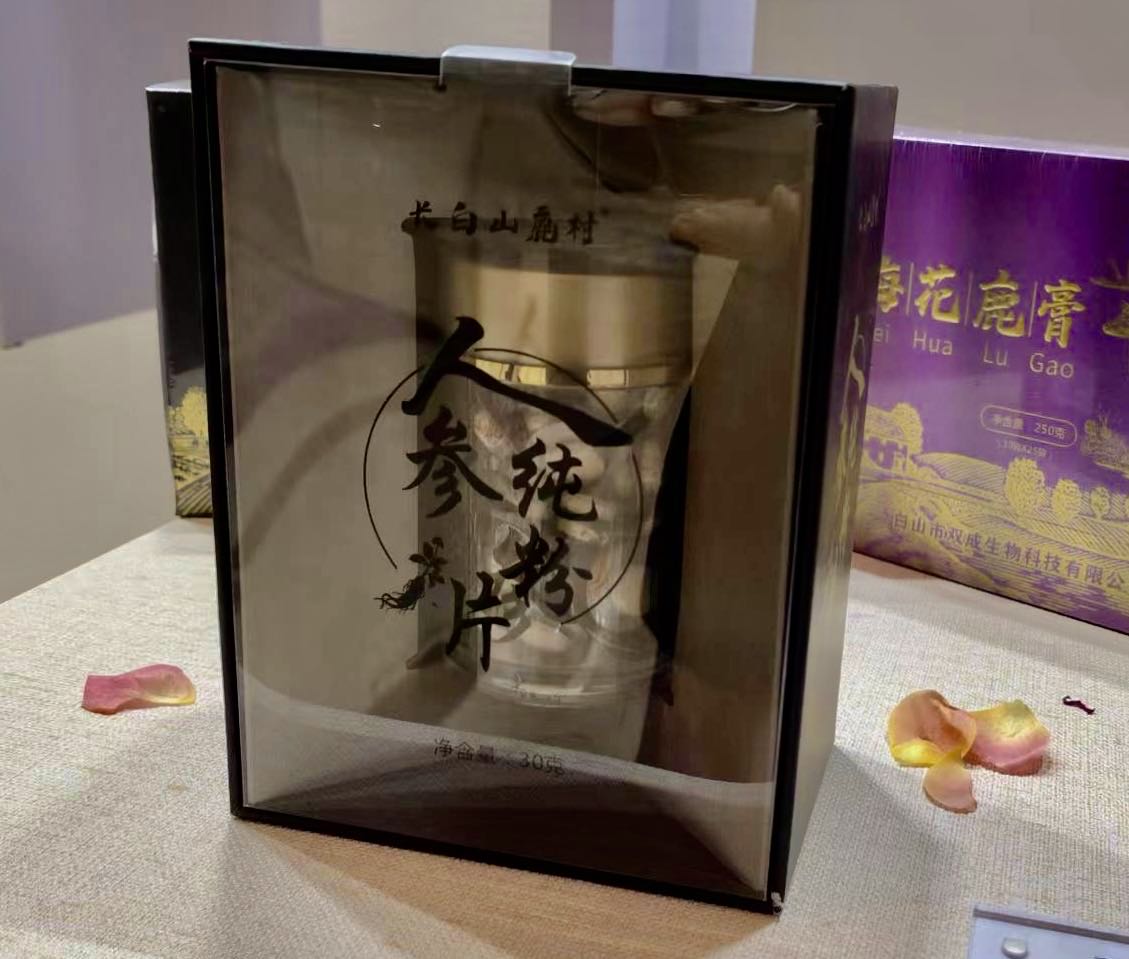 长白山鹿村
人参
纯粉片
净含量：30克
梅花鹿膏
Hua Lu Gao
净含量 250克
白山市双成生物科技有限公